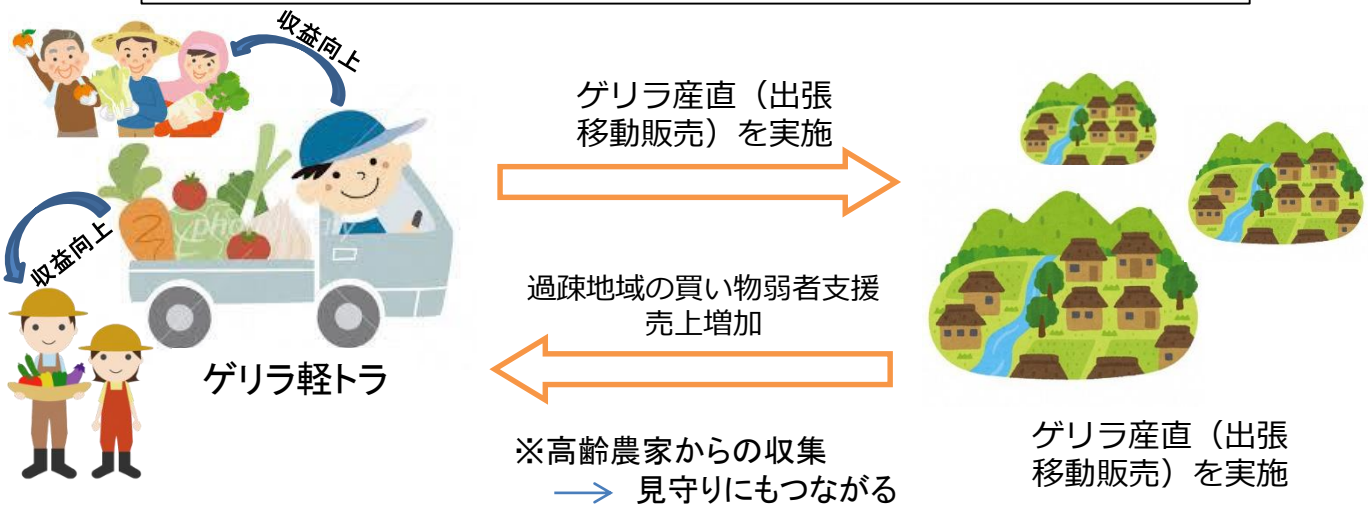 収益向上
ゲリラ産直（出張
移動販売）を実施
収益向上
過疎地域の買い物弱者支援
売上増加
ゲリラ軽トラ
※高齢農家からの収集
→ 見守りにもつながる
ゲリラ産直（出張
移動販売）を実施